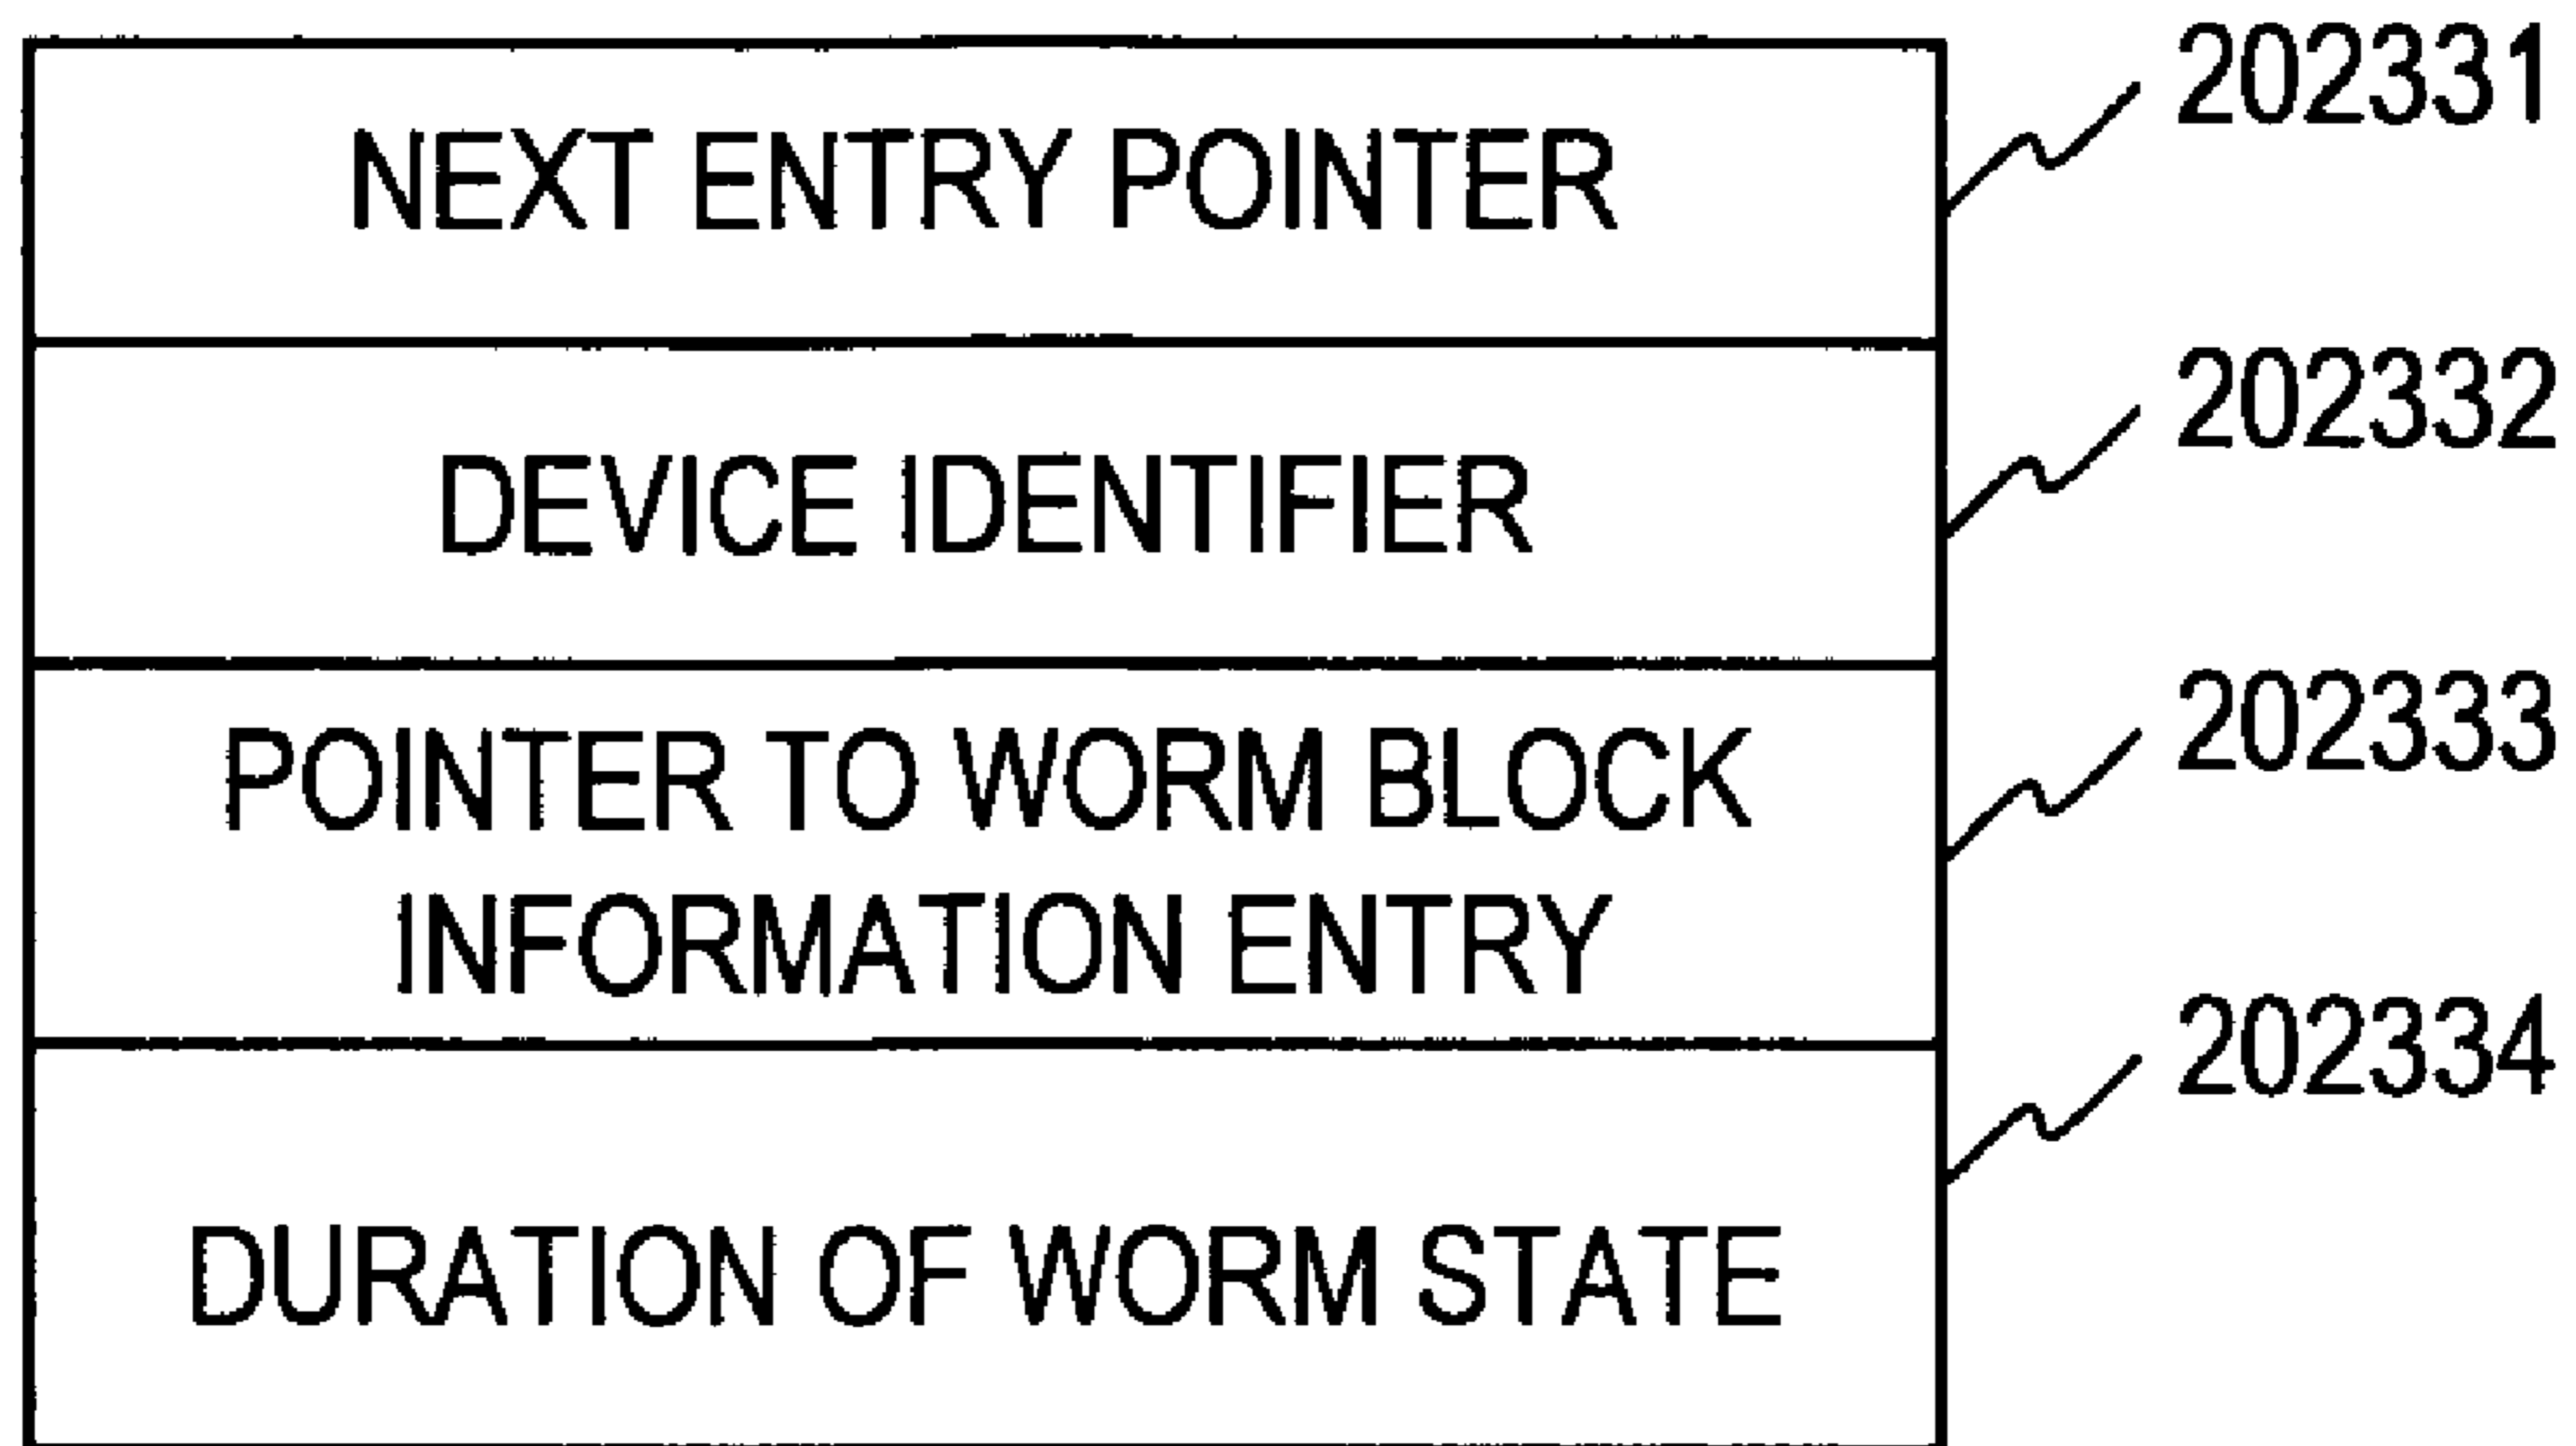 NEXT ENTRY POINTER
202331
DEVICE IDENTIFIER
202332
POINTER TO WORM BLOCK
INFORMATION ENTRY
202333
DURATION OF WORM STATE
202334